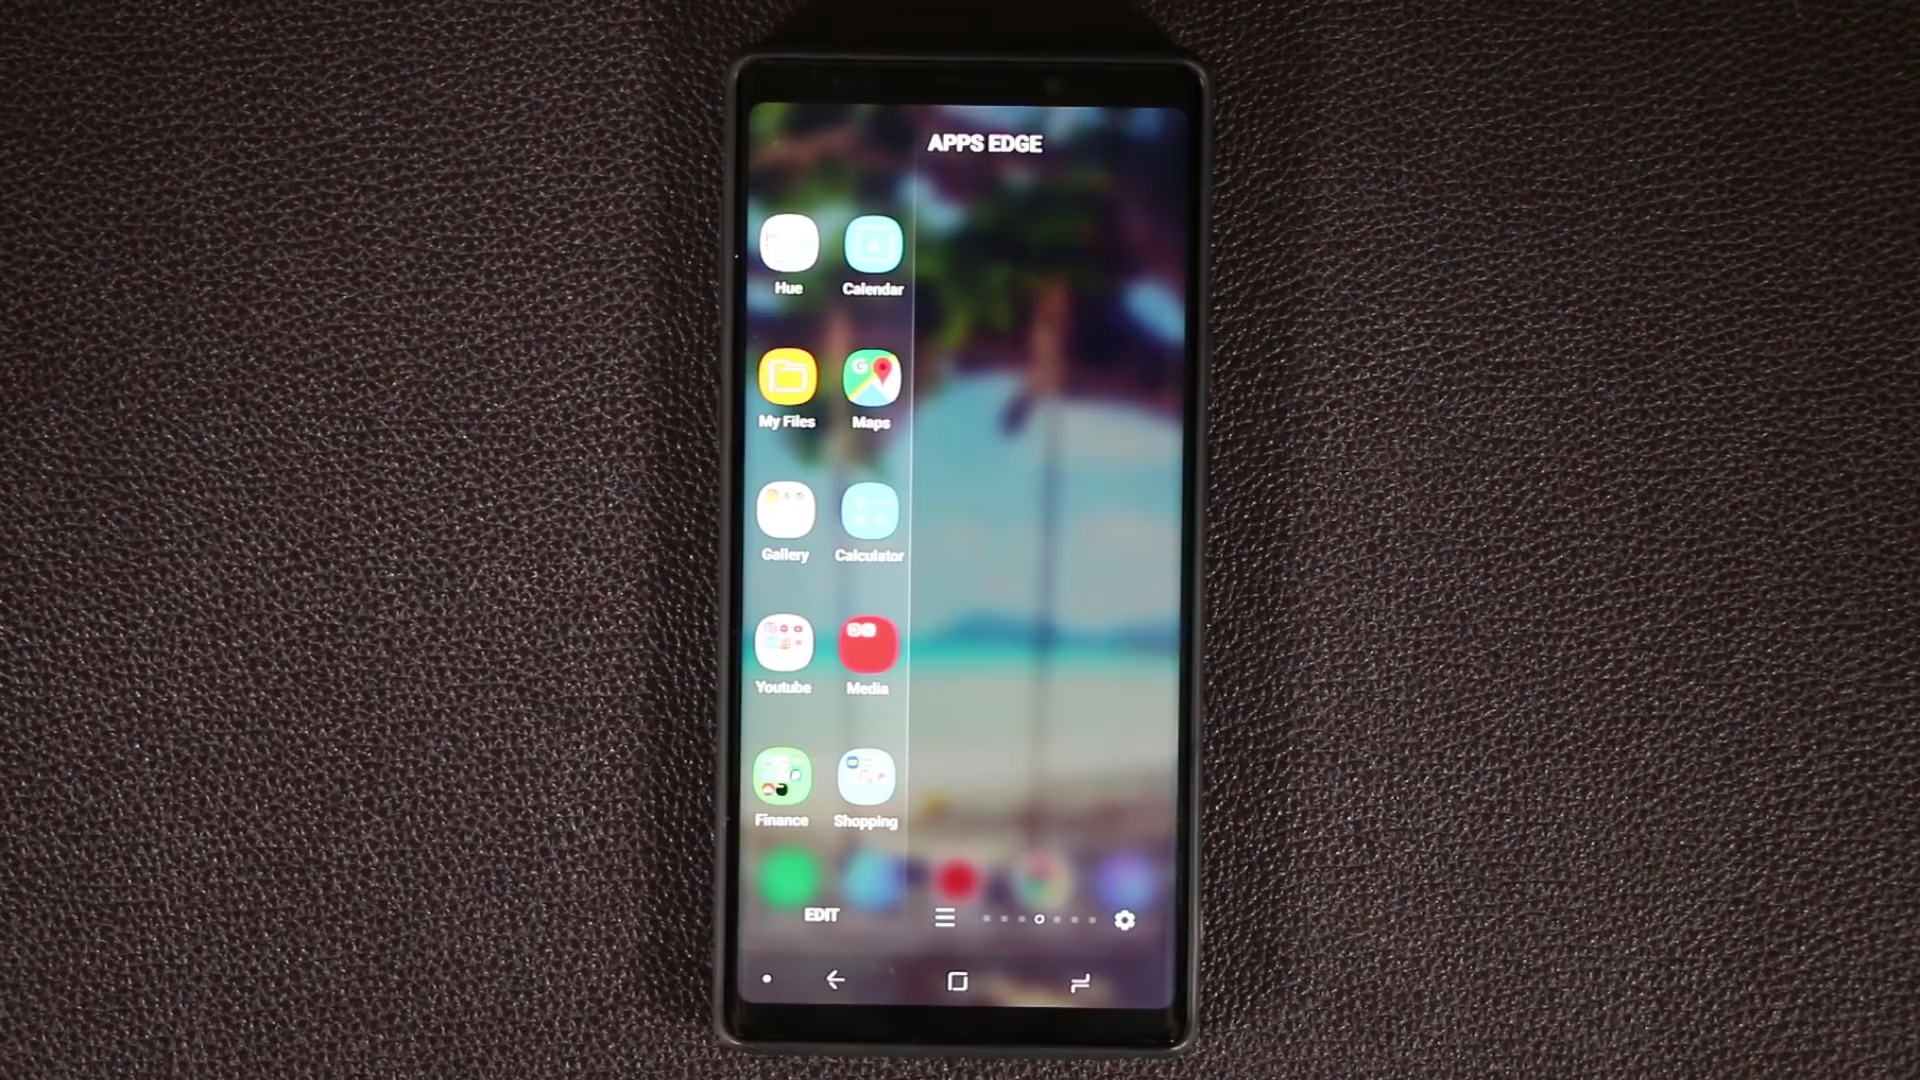 APPS EDGE
Hue
Calendar
My Files
Maps
Gallery
Calculator
Youtube
Media
Finance
Shopping
EDIT